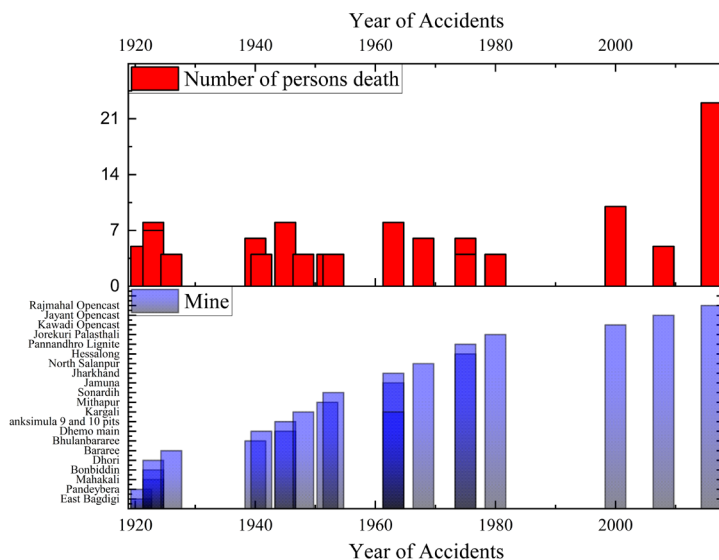 Year of Accidents
1920 1940 1960 1980 2000
Number of persons death
21
14
7
0
Mine
Rajmahal Opencast
Jayant Opencast
Kawadi Opencast
Jorekuri Palasthali
Pannandhro Lignite
Hessalong
North Salanpur
Jharkhand
Jamuna
Sonardih
Mithapur
Kargali
anksimula 9 and 10 pits
Dhemo main
Bhulanbararee
Bararee
Dhori
Bonbiddin
Mahakali
Pandeybera
East Bagdigi
1920 1940 1960 1980 2000
Year of Accidents